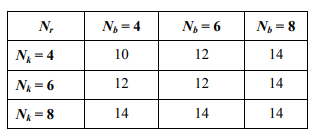 Nr Nb = 4 Nb = 6 Nb = 8
Nk = 4 10 12 14
Nk = 6 12 12 14
Nk = 8 14 14 14